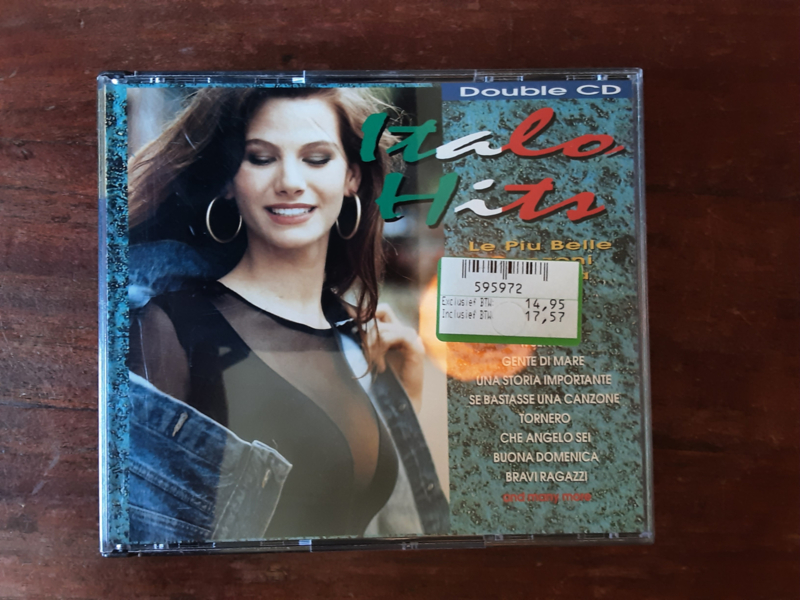 Double CD
Italo
Hits
Le Piu Belle
595972
Exclusief BTW 14,95
Inclusief BTW 17,57
GENTE DI MARE
UNA STORIA IMPORTANTE
SE BASTASSE UNA CANZONE
TORNERO
CHE ANGELO SEI
BUONA DOMENICA
BRAVI RAGAZZI
and many more